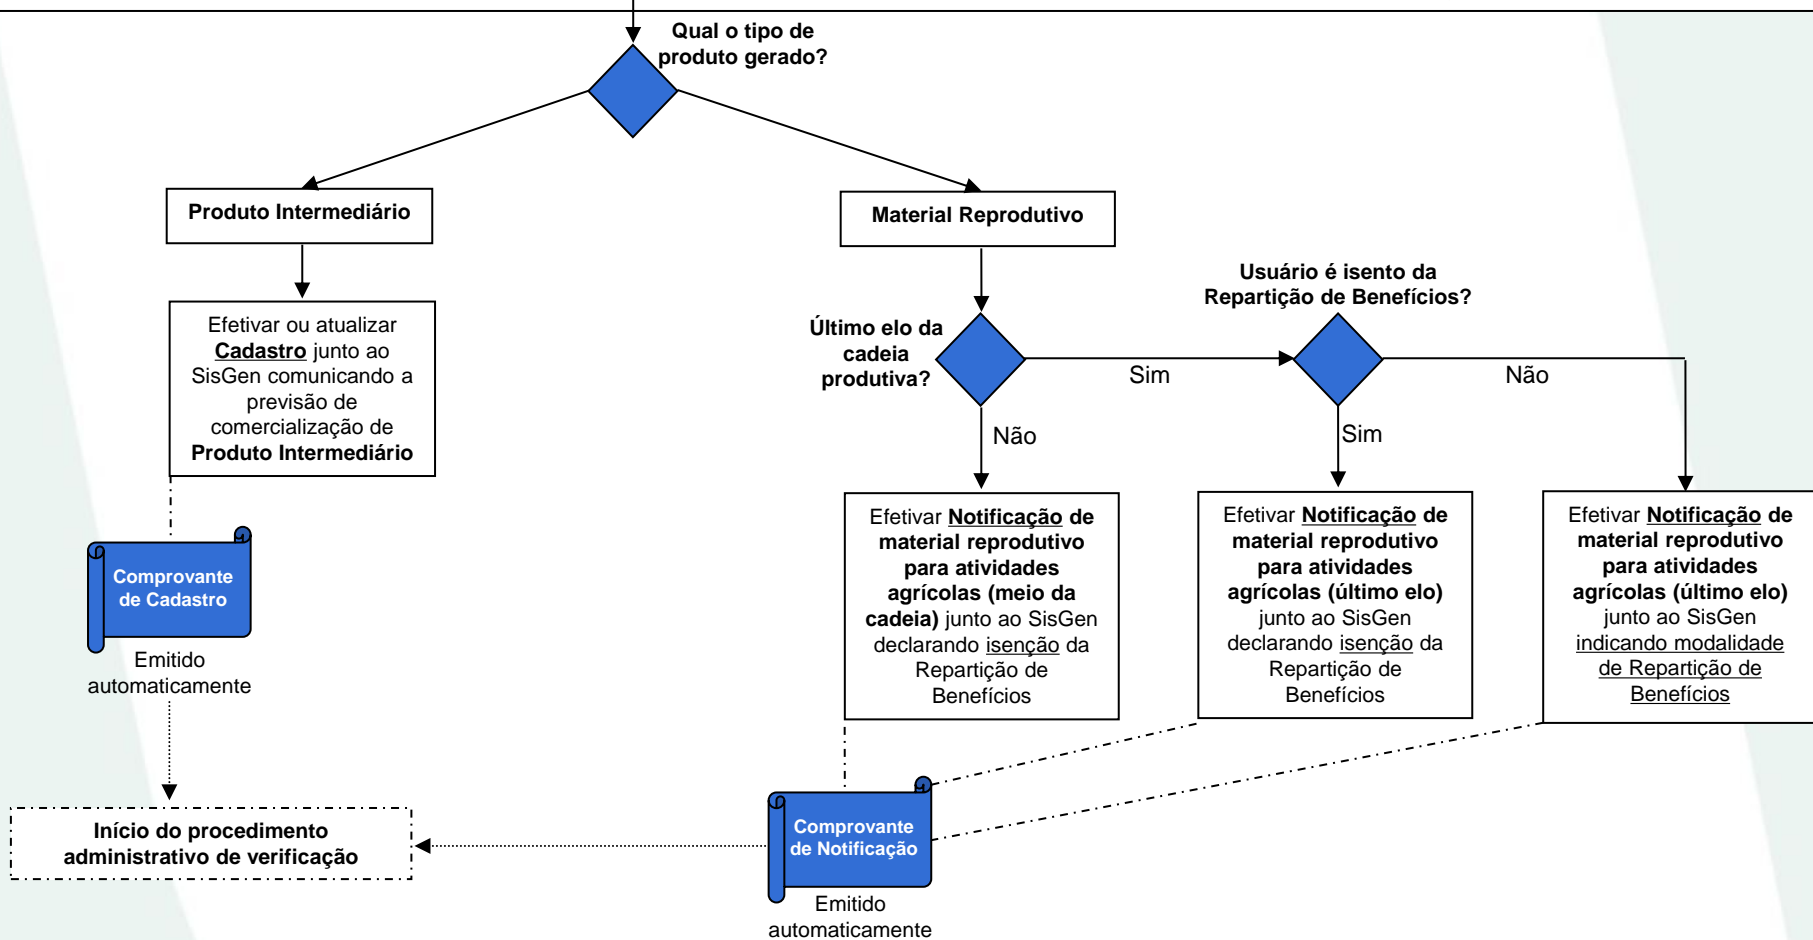 Qual o tipo de
produto gerado?
Produto Intermediário
Material Reprodutivo
Efetivar ou atualizar
Cadastro junto ao
SisGen comunicando a
previsão de
comercialização de
Produto Intermediário
Último elo da
cadeia
produtiva?
Usuário é isento da
Repartição de Benefícios?
Sim
Não
Não
Sim
Comprovante
de Cadastro
Emitido
automaticamente
Efetivar Notificação de
material reprodutivo
para atividades
agrícolas (meio da
cadeia) junto ao SisGen
declarando isenção da
Repartição de
Benefícios
Efetivar Notificação de
material reprodutivo
para atividades
agrícolas (último elo)
junto ao SisGen
declarando isenção da
Repartição de
Benefícios
Efetivar Notificação de
material reprodutivo
para atividades
agrícolas (último elo)
junto ao SisGen
indicando modalidade
de Repartição de
Benefícios
Início do procedimento
administrativo de verificação
Comprovante
de Notificação
Emitido
automaticamente